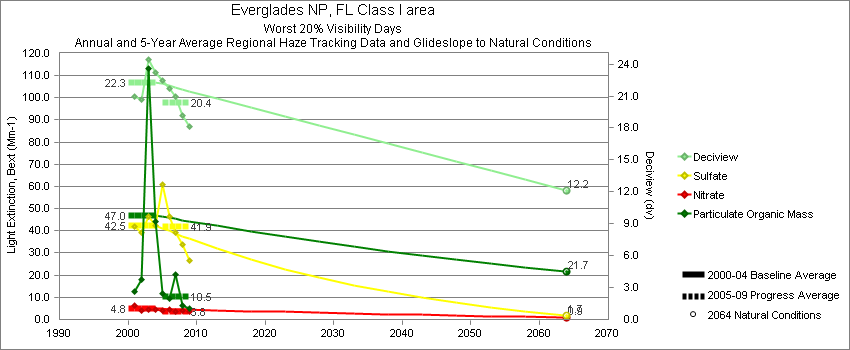 Everglades NP, FL Class I area
Worst 20% Visibility Days
Annual and 5-Year Average Regional Haze Tracking Data and Glideslope to Natural Conditions
Light Extinction, Bext (Mm-1)
120.0
110.0
100.0
90.0
80.0
70.0
60.0
50.0
40.0
30.0
20.0
10.0
0.0
22.3
20.4
12.2
47.0
42.5
41.9
21.7
10.5
4.8
3.8
1.7
0.9
24.0
21.0
18.0
15.0
12.0
9.0
6.0
3.0
0.0
Deciview (dv)
1990 2000 2010 2020 2030 2040 2050 2060 2070
Deciview
Sulfate
Nitrate
Particulate Organic Mass
2000-04 Baseline Average
2005-09 Progress Average
2064 Natural Conditions